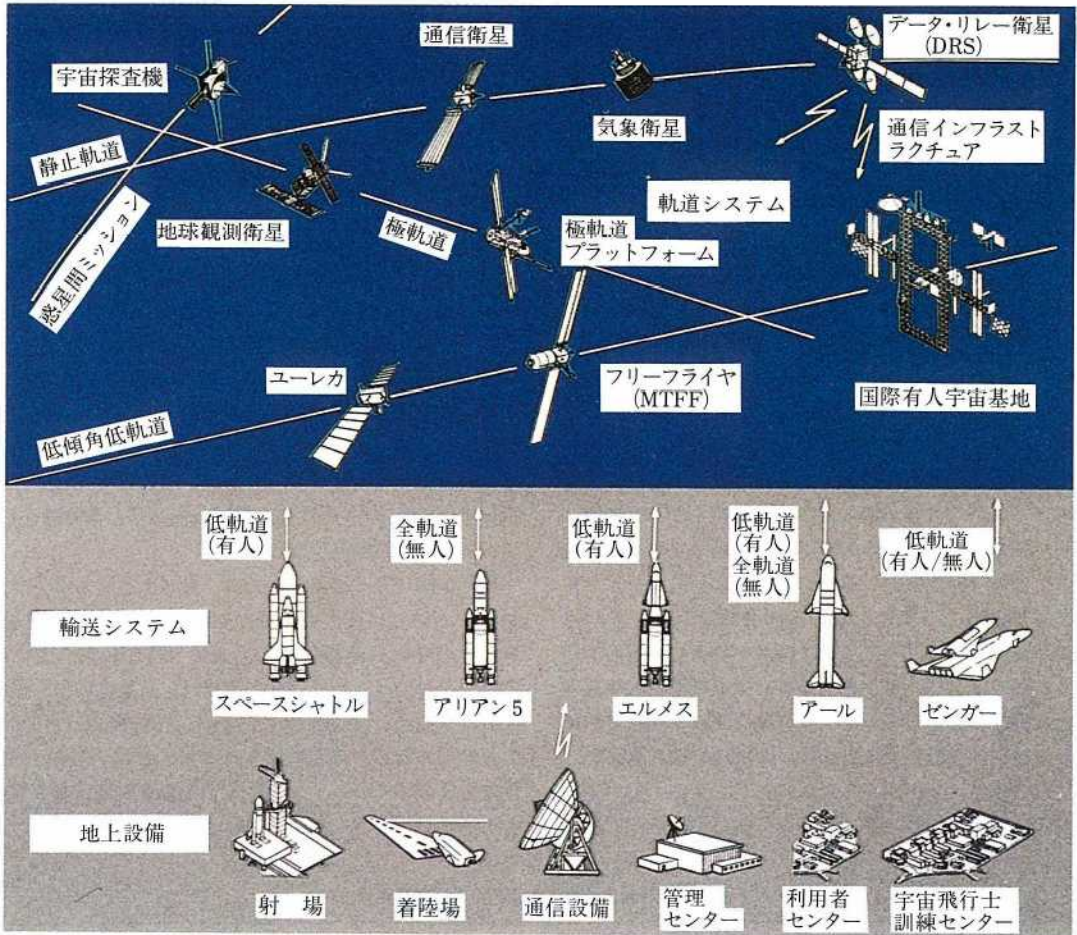 通信衛星
データ・リレー衛星
(DRS)
宇宙探査機
気象衛星
通信インフラスト
ラクチュア
静止軌道
惑星間ミッション
地球観測衛星
極軌道
軌道システム
極軌道
プラットフォーム
ユーレカ
フリーフライヤ
(MTFF)
国際有人宇宙基地
低傾角低軌道
低軌道
(有人)
全軌道
(無人)
低軌道
(有人)
低軌道
(有人)
全軌道
(無人)
低軌道
(有人/無人)
輸送システム
スペースシャトル
アリアン5
エルメス
アール
ゼンガー
地上設備
射 場
着陸場
通信設備
管理
センター
利用者
センター
宇宙飛行士
訓練センター